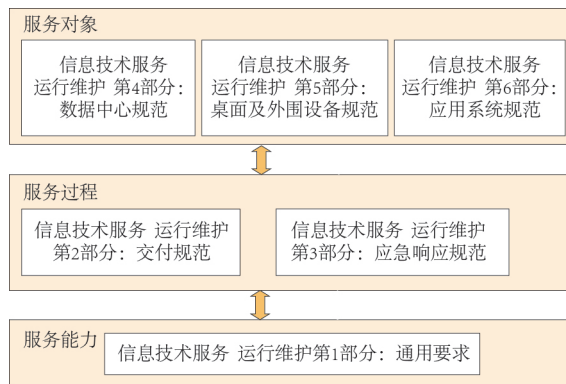 服务对象
信息技术服务
运行维护 第4部分：
数据中心规范
信息技术服务
运行维护 第5部分：
桌面及外围设备规范
信息技术服务
运行维护 第6部分：
应用系统规范
服务过程
信息技术服务 运行维护
第2部分：交付规范
信息技术服务 运行维护
第3部分：应急响应规范
服务能力
信息技术服务 运行维护第1部分：通用要求